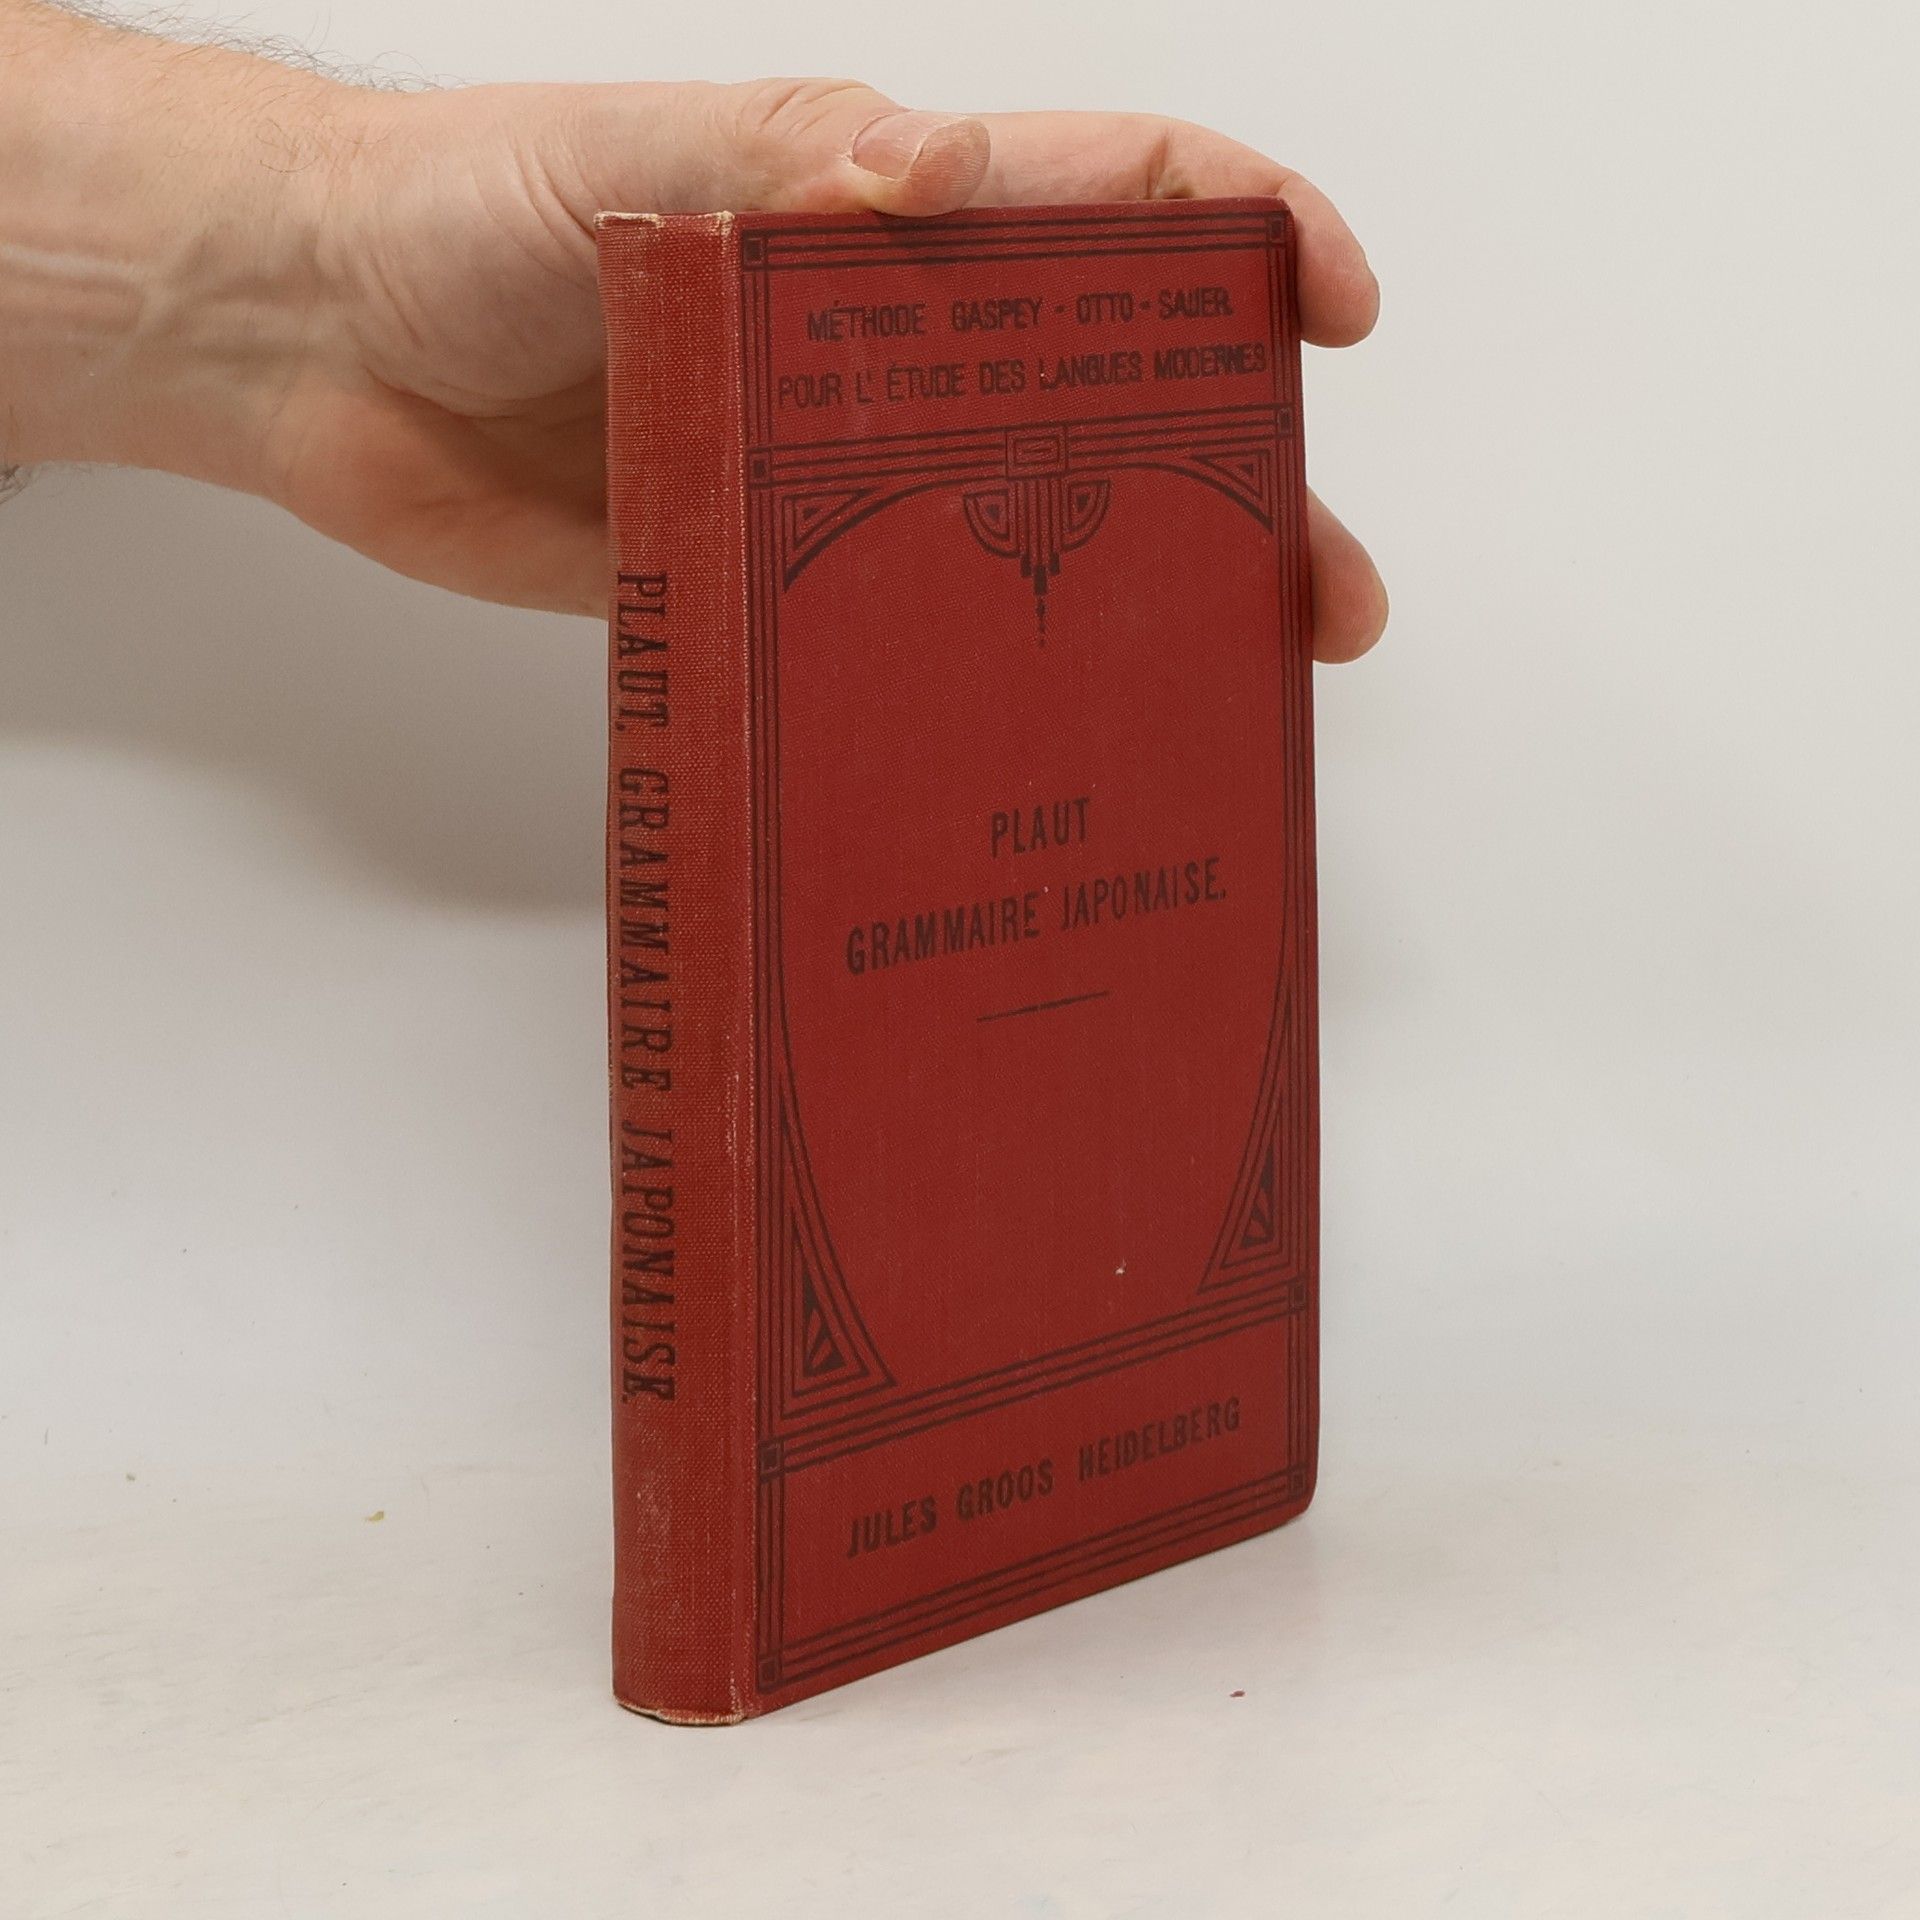 PLAUT, GRAMMAIRE JAPONAISE.
MÉTHODE GASPEY - OTTO - SAUER.
POUR L' ÉTUDE DES LANGUES MODERNES
PLAUT
GRAMMAIRE JAPONAISE.
JULES GROOS HEIDELBERG